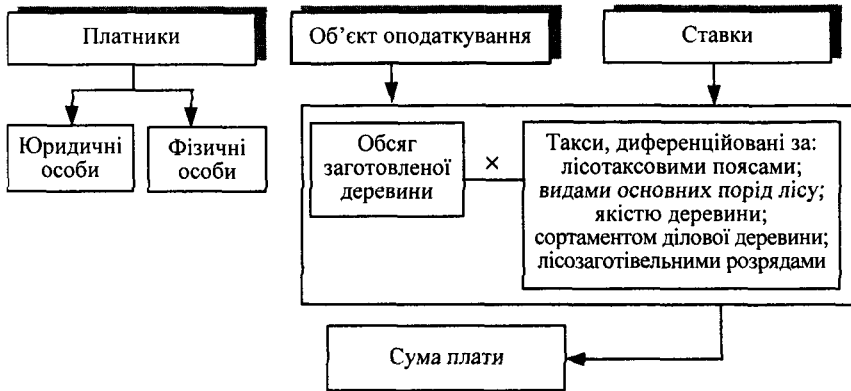 Платники
Об’єкт оподаткування
Ставки
Юридичні
особи
Фізичні
особи
Обсяг
заготовленої
деревини
×
Такси, диференційовані за:
лісотаксовими поясами;
видами основних порід лісу;
якістю деревини;
сортаментом ділової деревини;
лісозаготівельними розрядами
Сума плати